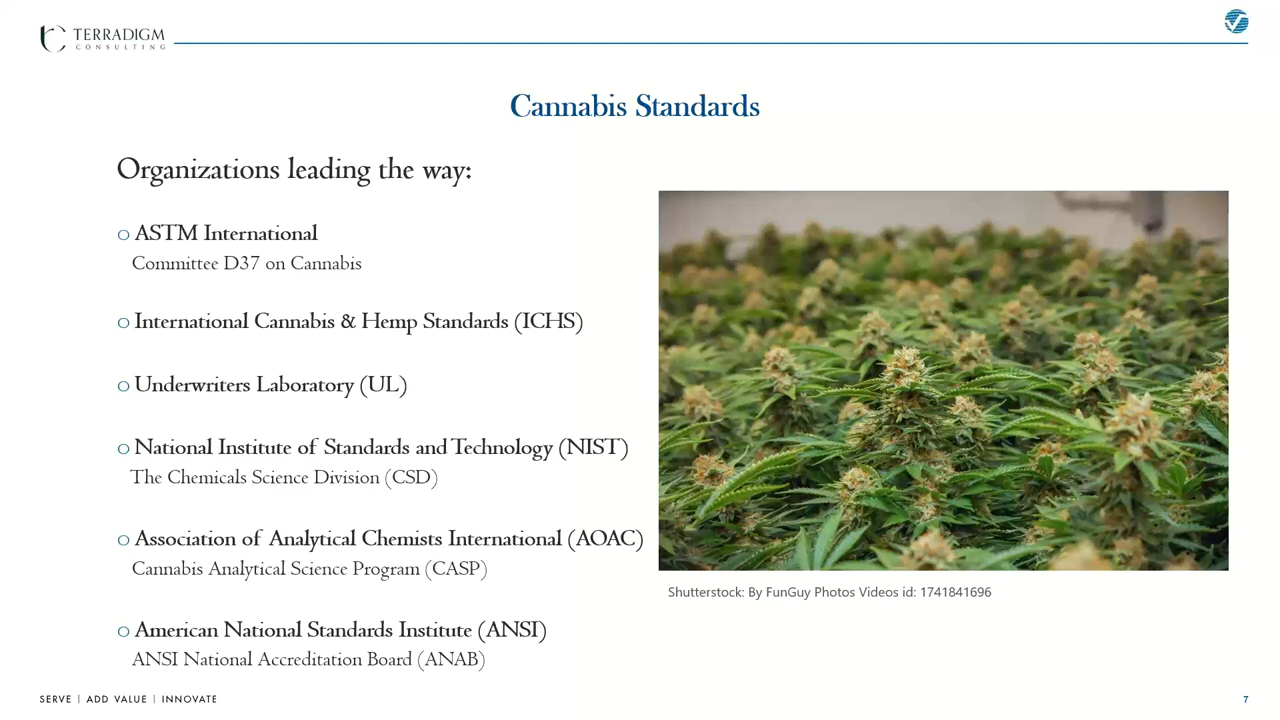 TERRADIGM
CONSULTING
Cannabis Standards
Organizations leading the way:
o ASTM International
Committee D37 on Cannabis
o International Cannabis & Hemp Standards (ICHS)
o Underwriters Laboratory (UL)
o National Institute of Standards and Technology (NIST)
The Chemicals Science Division (CSD)
o Association of Analytical Chemists International (AOAC)
Cannabis Analytical Science Program (CASP)
o American National Standards Institute (ANSI)
ANSI National Accreditation Board (ANAB)
Shutterstock: By FunGuy Photos Videos id: 1741841696
SERVE | ADD VALUE | INNOVATE
7